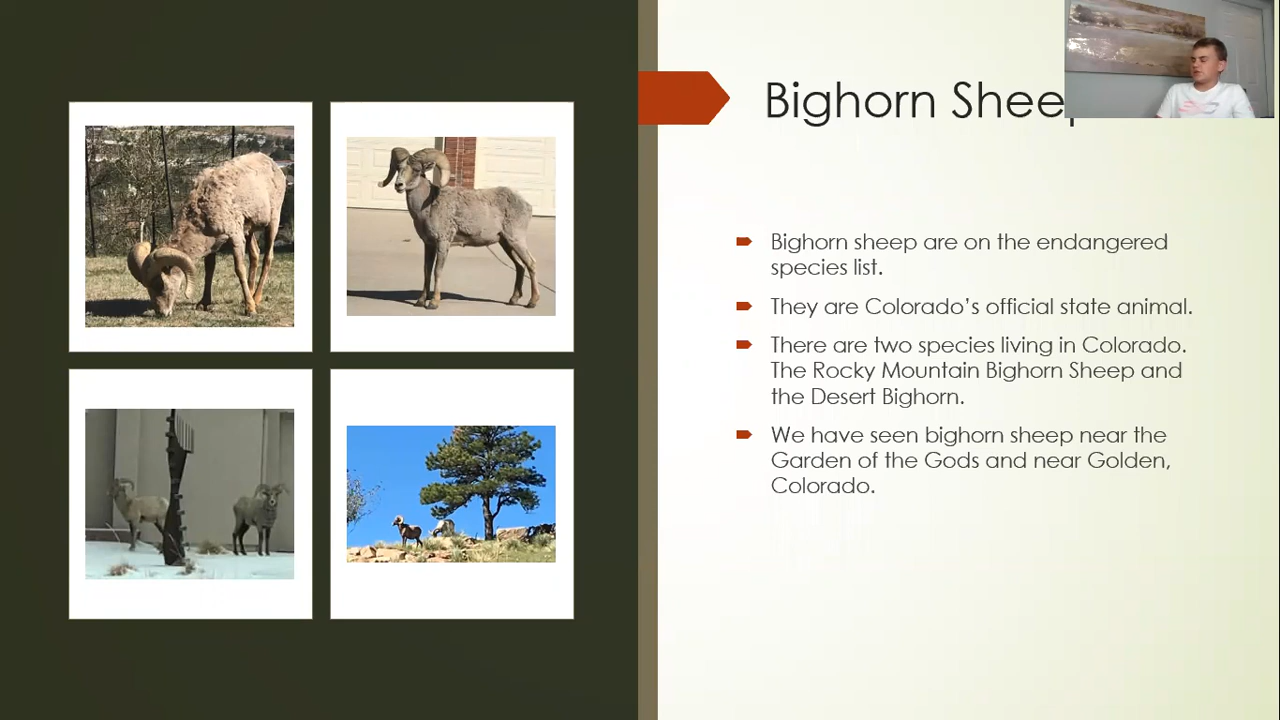 Bighorn Shee
Bighorn sheep are on the endangered
species list.
They are Colorado’s official state animal.
There are two species living in Colorado.
The Rocky Mountain Bighorn Sheep and
the Desert Bighorn.
We have seen bighorn sheep near the
Garden of the Gods and near Golden,
Colorado.